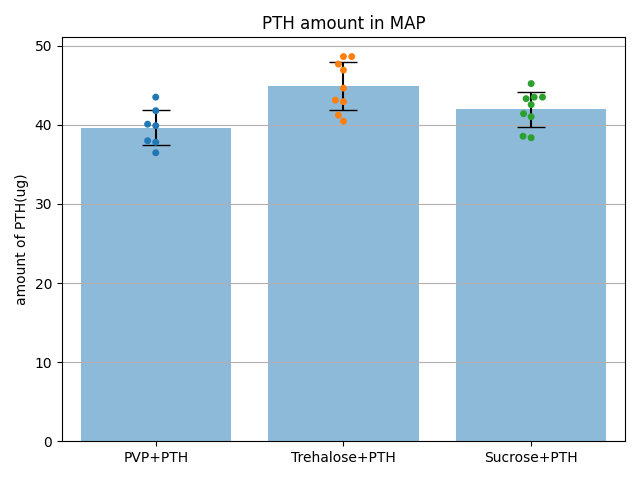 PTH amount in MAP
amount of PTH(ug)
50
40
30
20
10
0
PVP+PTH
Trehalose+PTH
Sucrose+PTH